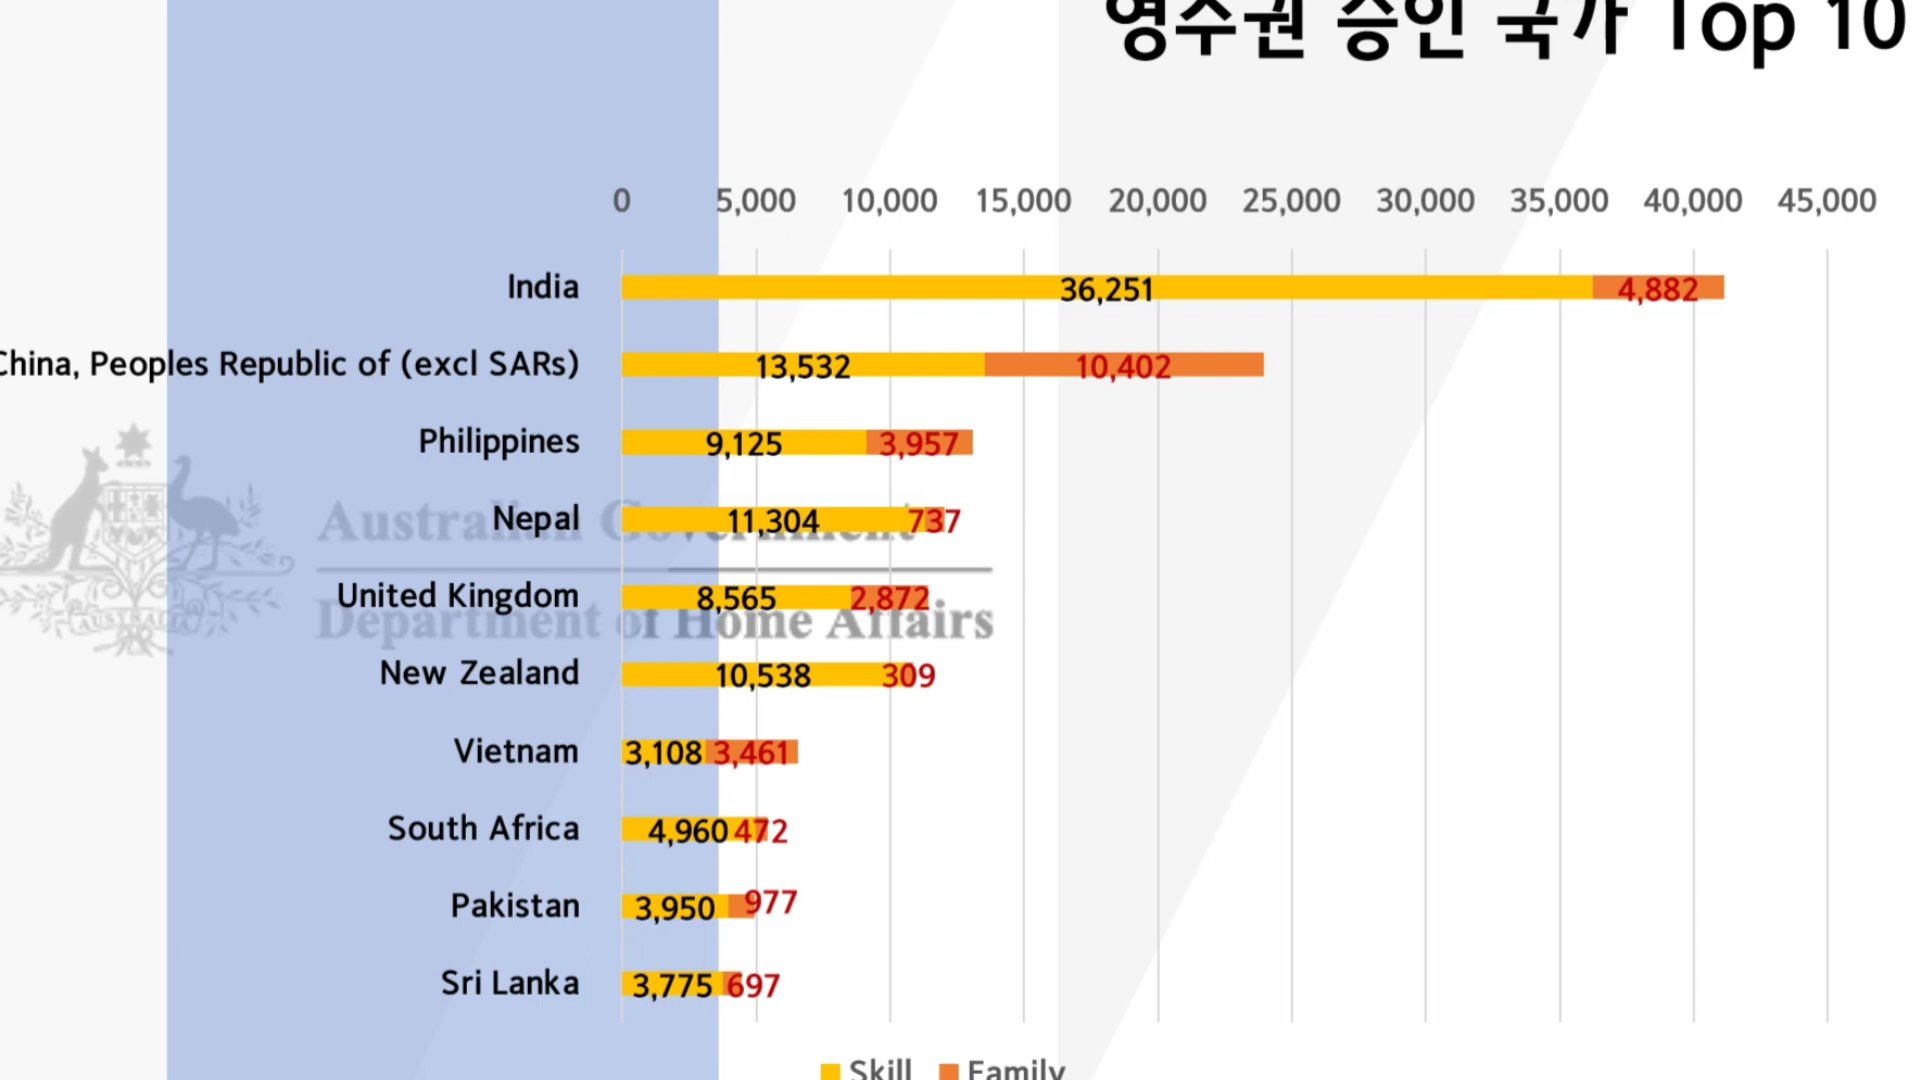 영주권 승인 국가 Top 10
0 5,000 10,000 15,000 20,000 25,000 30,000 35,000 40,000 45,000
India 36,251 4,882
China, Peoples Republic of (excl SARs) 13,532 10,402
Philippines 9,125 3,957
Nepal 11,304 737
Australian Government
United Kingdom 8,565 2,872
Department of Home Affairs
AUSTRALIA
New Zealand 10,538 309
Vietnam 3,108 3,461
South Africa 4,960 472
Pakistan 3,950 977
Sri Lanka 3,775 697
Skill Family